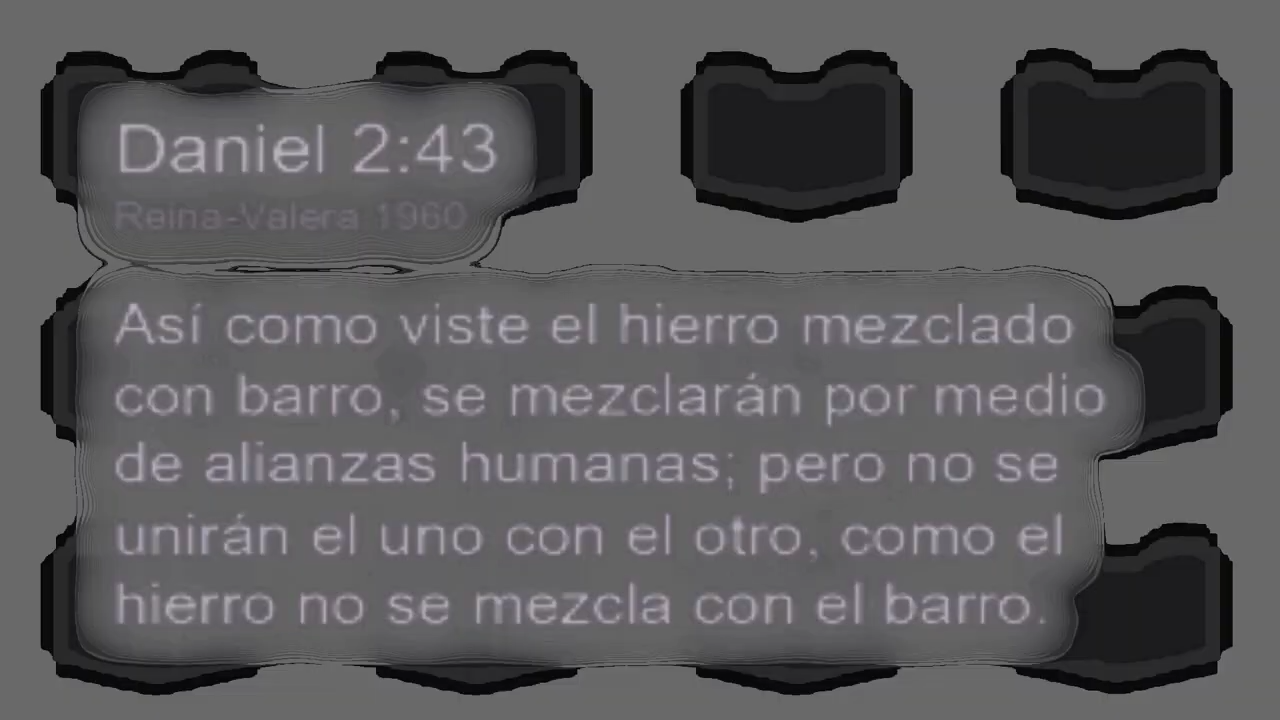 Daniel 2:43
Reina-Valera 1960
Así como viste el hierro mezclado
con barro, se mezclarán por medio
de alianzas humanas; pero no se
unirán el uno con el otro, como el
hierro no se mezcla con el barro.